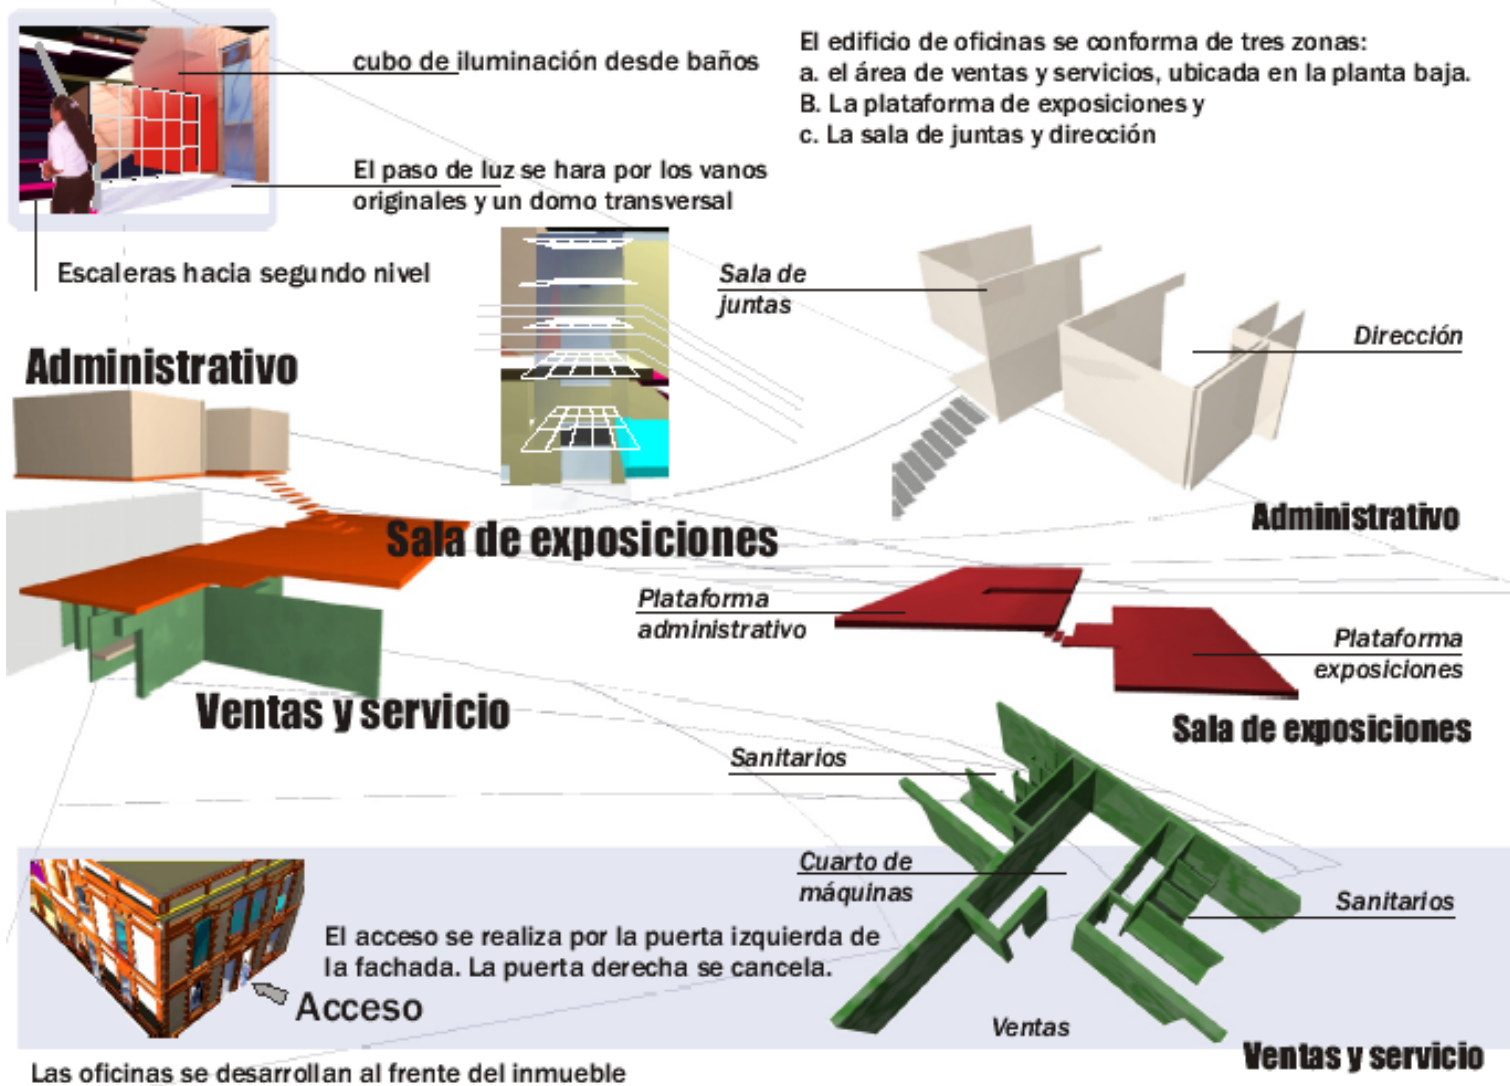 cubo de iluminación desde baños
El edificio de oficinas se conforma de tres zonas:
a. el área de ventas y servicios, ubicada en la planta baja.
B. La plataforma de exposiciones y
c. La sala de juntas y dirección
El paso de luz se hara por los vanos
originales y un domo transversal
Escaleras hacia segundo nivel
Sala de
juntas
Dirección
Administrativo
Administrativo
Sala de exposiciones
Plataforma
administrativo
Plataforma
exposiciones
Ventas y servicio
Sala de exposiciones
Sanitarios
Cuarto de
máquinas
Sanitarios
El acceso se realiza por la puerta izquierda de
la fachada. La puerta derecha se cancela.
Acceso
Ventas
Ventas y servicio
Las oficinas se desarrollan al frente del inmueble